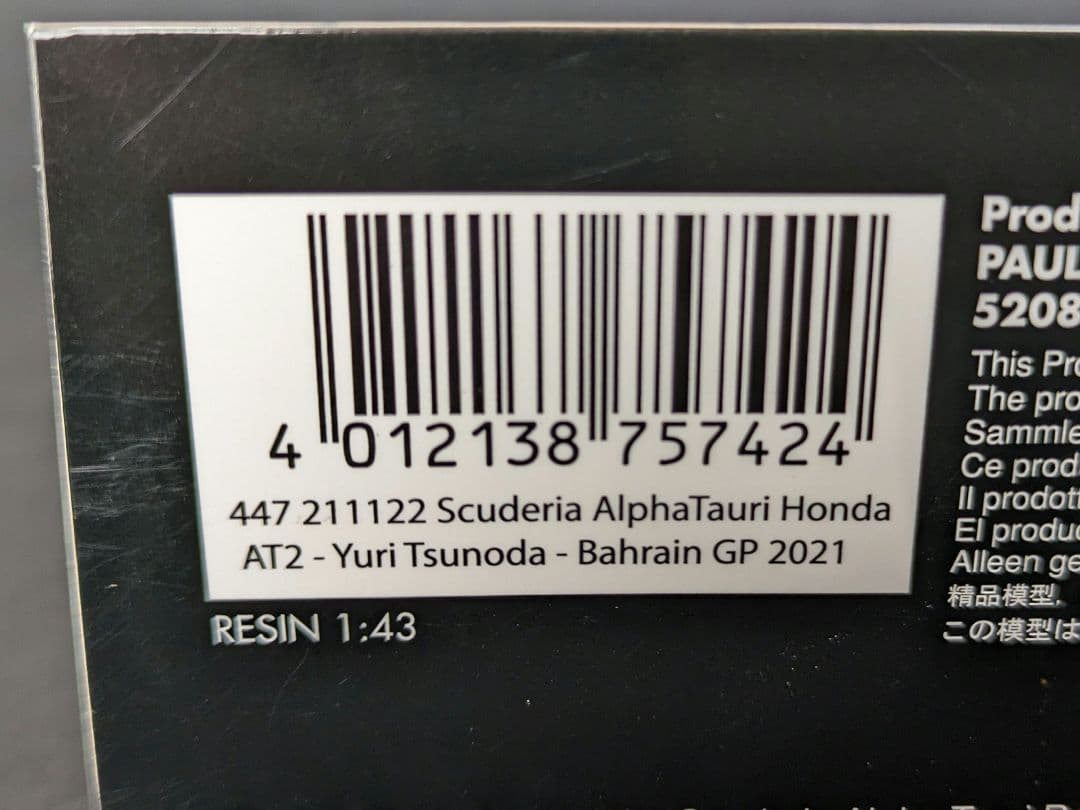 4 012138 757424
447 211122 Scuderia AlphaTauri Honda
AT2 - Yuri Tsunoda - Bahrain GP 2021
RESIN 1:43
Prod
PAUL
5208
This Pro
The pro
Sammle
Ce prod
Il prodott
El produc
Alleen ge
精品模型.
この模型は